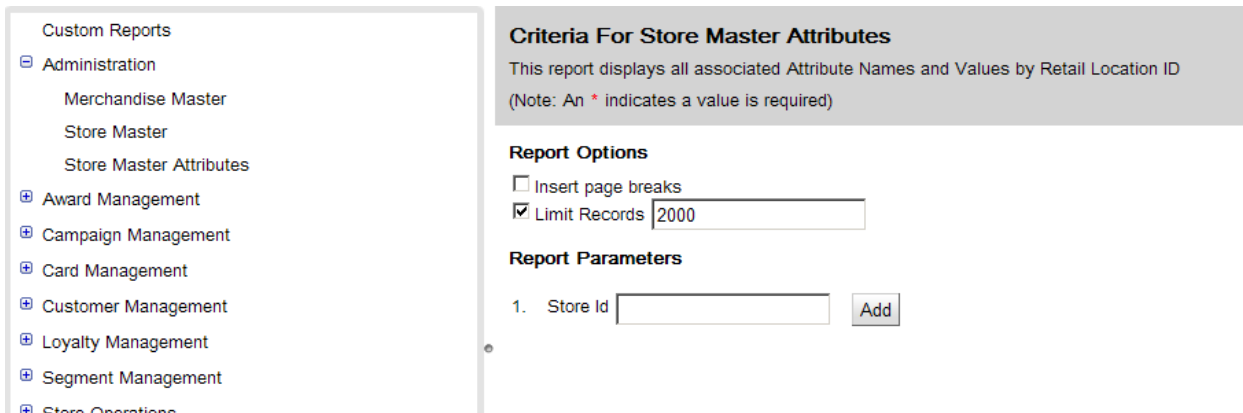 Custom Reports
Administration
Merchandise Master
Store Master
Store Master Attributes
Award Management
Campaign Management
Card Management
Customer Management
Loyalty Management
Segment Management
Store Operations
Criteria For Store Master Attributes
This report displays all associated Attribute Names and Values by Retail Location ID
(Note: An * indicates a value is required)
Report Options
Insert page breaks
Limit Records 2000
Report Parameters
1. Store Id Add